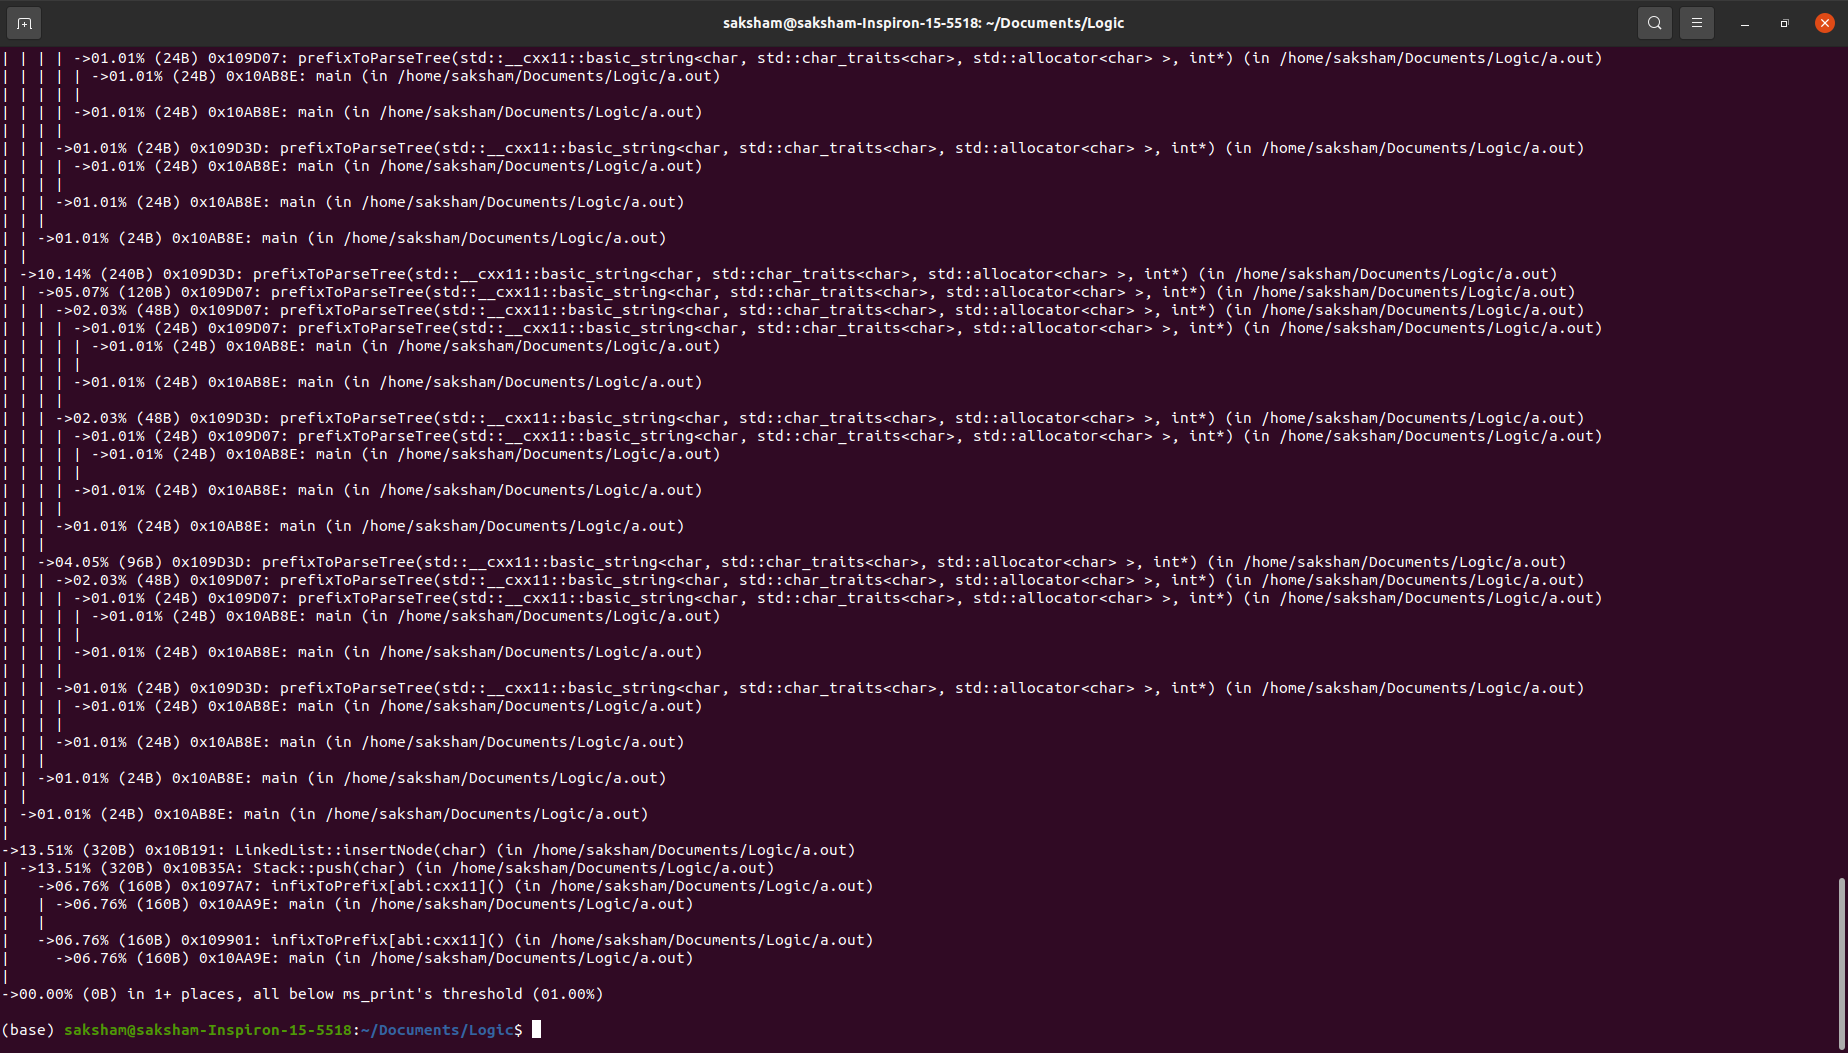 saksham@saksham-Inspiron-15-5518: ~/Documents/Logic
| | | | ->01.01% (24B) 0x109D07: prefixToParseTree(std::__cxx11::basic_string<char, std::char_traits<char>, std::allocator<char> >, int*) (in /home/saksham/Documents/Logic/a.out)
| | | | | ->01.01% (24B) 0x10AB8E: main (in /home/saksham/Documents/Logic/a.out)
| | | | |
| | | | ->01.01% (24B) 0x10AB8E: main (in /home/saksham/Documents/Logic/a.out)
| | | |
| | | ->01.01% (24B) 0x109D3D: prefixToParseTree(std::__cxx11::basic_string<char, std::char_traits<char>, std::allocator<char> >, int*) (in /home/saksham/Documents/Logic/a.out)
| | | | ->01.01% (24B) 0x10AB8E: main (in /home/saksham/Documents/Logic/a.out)
| | | |
| | | ->01.01% (24B) 0x10AB8E: main (in /home/saksham/Documents/Logic/a.out)
| | |
| | ->01.01% (24B) 0x10AB8E: main (in /home/saksham/Documents/Logic/a.out)
| |
| ->10.14% (240B) 0x109D3D: prefixToParseTree(std::__cxx11::basic_string<char, std::char_traits<char>, std::allocator<char> >, int*) (in /home/saksham/Documents/Logic/a.out)
| | ->05.07% (120B) 0x109D07: prefixToParseTree(std::__cxx11::basic_string<char, std::char_traits<char>, std::allocator<char> >, int*) (in /home/saksham/Documents/Logic/a.out)
| | | ->02.03% (48B) 0x109D07: prefixToParseTree(std::__cxx11::basic_string<char, std::char_traits<char>, std::allocator<char> >, int*) (in /home/saksham/Documents/Logic/a.out)
| | | | ->01.01% (24B) 0x109D07: prefixToParseTree(std::__cxx11::basic_string<char, std::char_traits<char>, std::allocator<char> >, int*) (in /home/saksham/Documents/Logic/a.out)
| | | | | ->01.01% (24B) 0x10AB8E: main (in /home/saksham/Documents/Logic/a.out)
| | | | |
| | | | ->01.01% (24B) 0x10AB8E: main (in /home/saksham/Documents/Logic/a.out)
| | | |
| | | ->02.03% (48B) 0x109D3D: prefixToParseTree(std::__cxx11::basic_string<char, std::char_traits<char>, std::allocator<char> >, int*) (in /home/saksham/Documents/Logic/a.out)
| | | | ->01.01% (24B) 0x109D07: prefixToParseTree(std::__cxx11::basic_string<char, std::char_traits<char>, std::allocator<char> >, int*) (in /home/saksham/Documents/Logic/a.out)
| | | | | ->01.01% (24B) 0x10AB8E: main (in /home/saksham/Documents/Logic/a.out)
| | | | |
| | | | ->01.01% (24B) 0x10AB8E: main (in /home/saksham/Documents/Logic/a.out)
| | | |
| | | ->01.01% (24B) 0x10AB8E: main (in /home/saksham/Documents/Logic/a.out)
| | |
| | ->04.05% (96B) 0x109D3D: prefixToParseTree(std::__cxx11::basic_string<char, std::char_traits<char>, std::allocator<char> >, int*) (in /home/saksham/Documents/Logic/a.out)
| | | ->02.03% (48B) 0x109D07: prefixToParseTree(std::__cxx11::basic_string<char, std::char_traits<char>, std::allocator<char> >, int*) (in /home/saksham/Documents/Logic/a.out)
| | | | ->01.01% (24B) 0x109D07: prefixToParseTree(std::__cxx11::basic_string<char, std::char_traits<char>, std::allocator<char> >, int*) (in /home/saksham/Documents/Logic/a.out)
| | | | | ->01.01% (24B) 0x10AB8E: main (in /home/saksham/Documents/Logic/a.out)
| | | | |
| | | | ->01.01% (24B) 0x10AB8E: main (in /home/saksham/Documents/Logic/a.out)
| | | |
| | | ->01.01% (24B) 0x109D3D: prefixToParseTree(std::__cxx11::basic_string<char, std::char_traits<char>, std::allocator<char> >, int*) (in /home/saksham/Documents/Logic/a.out)
| | | | ->01.01% (24B) 0x10AB8E: main (in /home/saksham/Documents/Logic/a.out)
| | | |
| | | ->01.01% (24B) 0x10AB8E: main (in /home/saksham/Documents/Logic/a.out)
| | |
| | ->01.01% (24B) 0x10AB8E: main (in /home/saksham/Documents/Logic/a.out)
| |
| ->01.01% (24B) 0x10AB8E: main (in /home/saksham/Documents/Logic/a.out)
|
->13.51% (320B) 0x10B191: LinkedList::insertNode(char) (in /home/saksham/Documents/Logic/a.out)
| ->13.51% (320B) 0x10B35A: Stack::push(char) (in /home/saksham/Documents/Logic/a.out)
|   ->06.76% (160B) 0x1097A7: infixToPrefix[abi:cxx11]() (in /home/saksham/Documents/Logic/a.out)
|   | ->06.76% (160B) 0x10AA9E: main (in /home/saksham/Documents/Logic/a.out)
|   |
|   ->06.76% (160B) 0x109901: infixToPrefix[abi:cxx11]() (in /home/saksham/Documents/Logic/a.out)
|     ->06.76% (160B) 0x10AA9E: main (in /home/saksham/Documents/Logic/a.out)
|
->00.00% (0B) in 1+ places, all below ms_print's threshold (01.00%)
(base) saksham@saksham-Inspiron-15-5518:~/Documents/Logic$